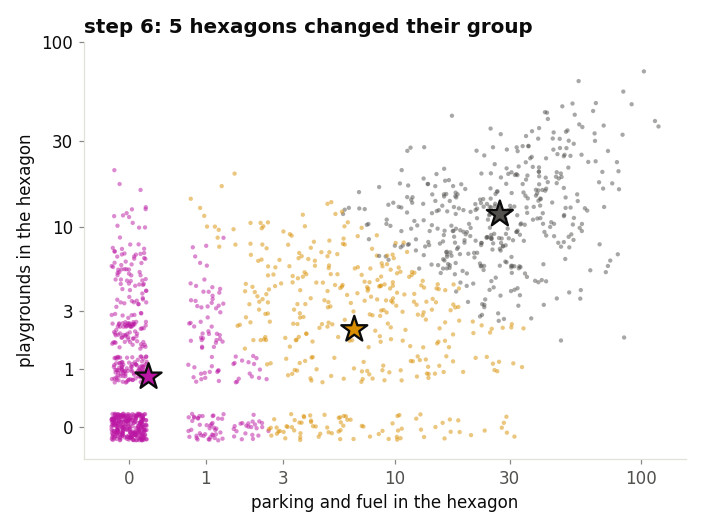 step 6: 5 hexagons changed their group
100
30
10
3
1
0
playgrounds in the hexagon
0 1 3 10 30 100
parking and fuel in the hexagon